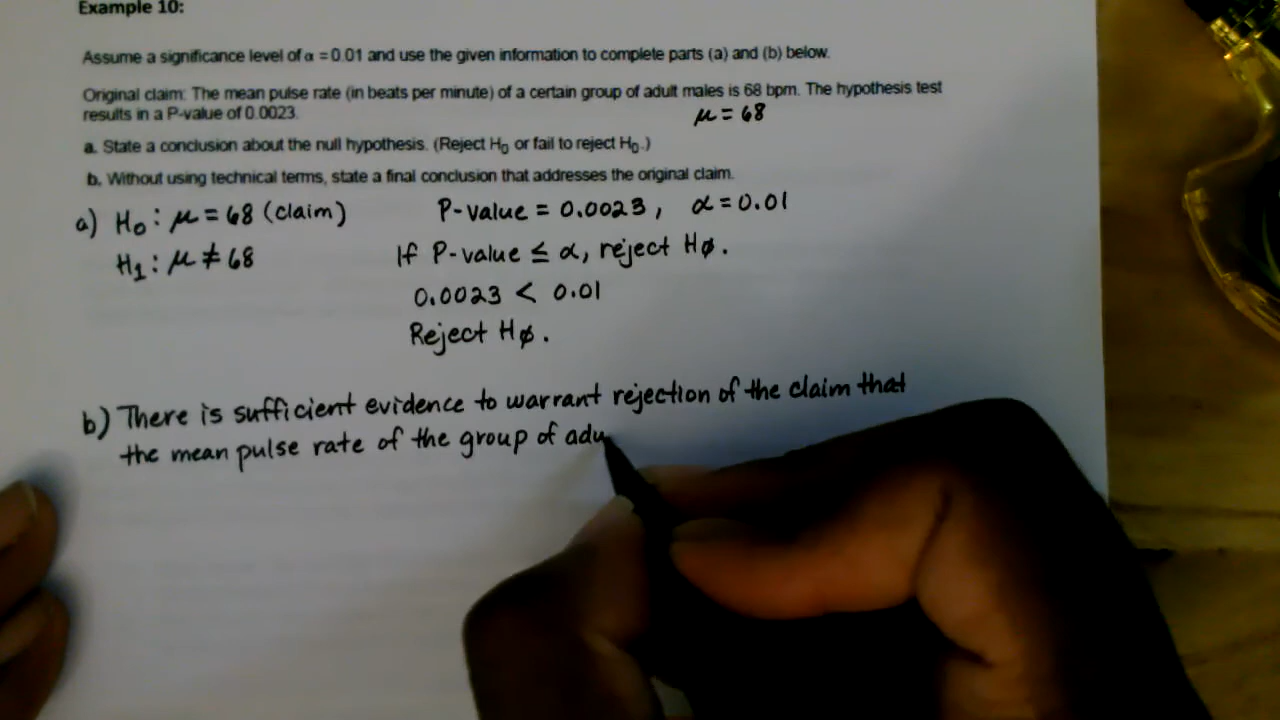 Example 10:
Assume a significance level of α = 0.01 and use the given information to complete parts (a) and (b) below.
Original claim: The mean pulse rate (in beats per minute) of a certain group of adult males is 68 bpm. The hypothesis test
results in a P-value of 0.0023.
μ = 68
a. State a conclusion about the null hypothesis. (Reject H₀ or fail to reject H₀.)
b. Without using technical terms, state a final conclusion that addresses the original claim.
a) H₀ : μ = 68 (claim)
H₁ : μ ≠ 68
P-value = 0.0023 , α = 0.01
If P-value ≤ α, reject H∅.
0.0023 < 0.01
Reject H∅.
b) There is sufficient evidence to warrant rejection of the claim that
the mean pulse rate of the group of adu